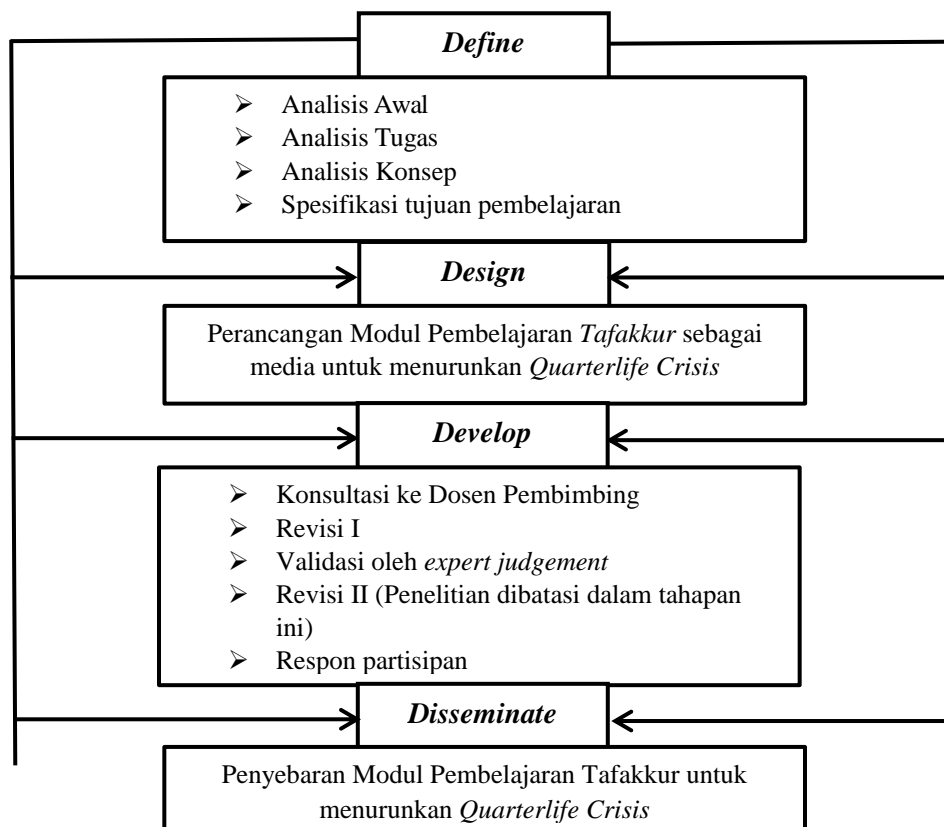 Define
➢ Analisis Awal
➢ Analisis Tugas
➢ Analisis Konsep
➢ Spesifikasi tujuan pembelajaran
Design
Perancangan Modul Pembelajaran Tafakkur sebagai
media untuk menurunkan Quarterlife Crisis
Develop
➢ Konsultasi ke Dosen Pembimbing
➢ Revisi I
➢ Validasi oleh expert judgement
➢ Revisi II (Penelitian dibatasi dalam tahapan
ini)
➢ Respon partisipan
Disseminate
Penyebaran Modul Pembelajaran Tafakkur untuk
menurunkan Quarterlife Crisis